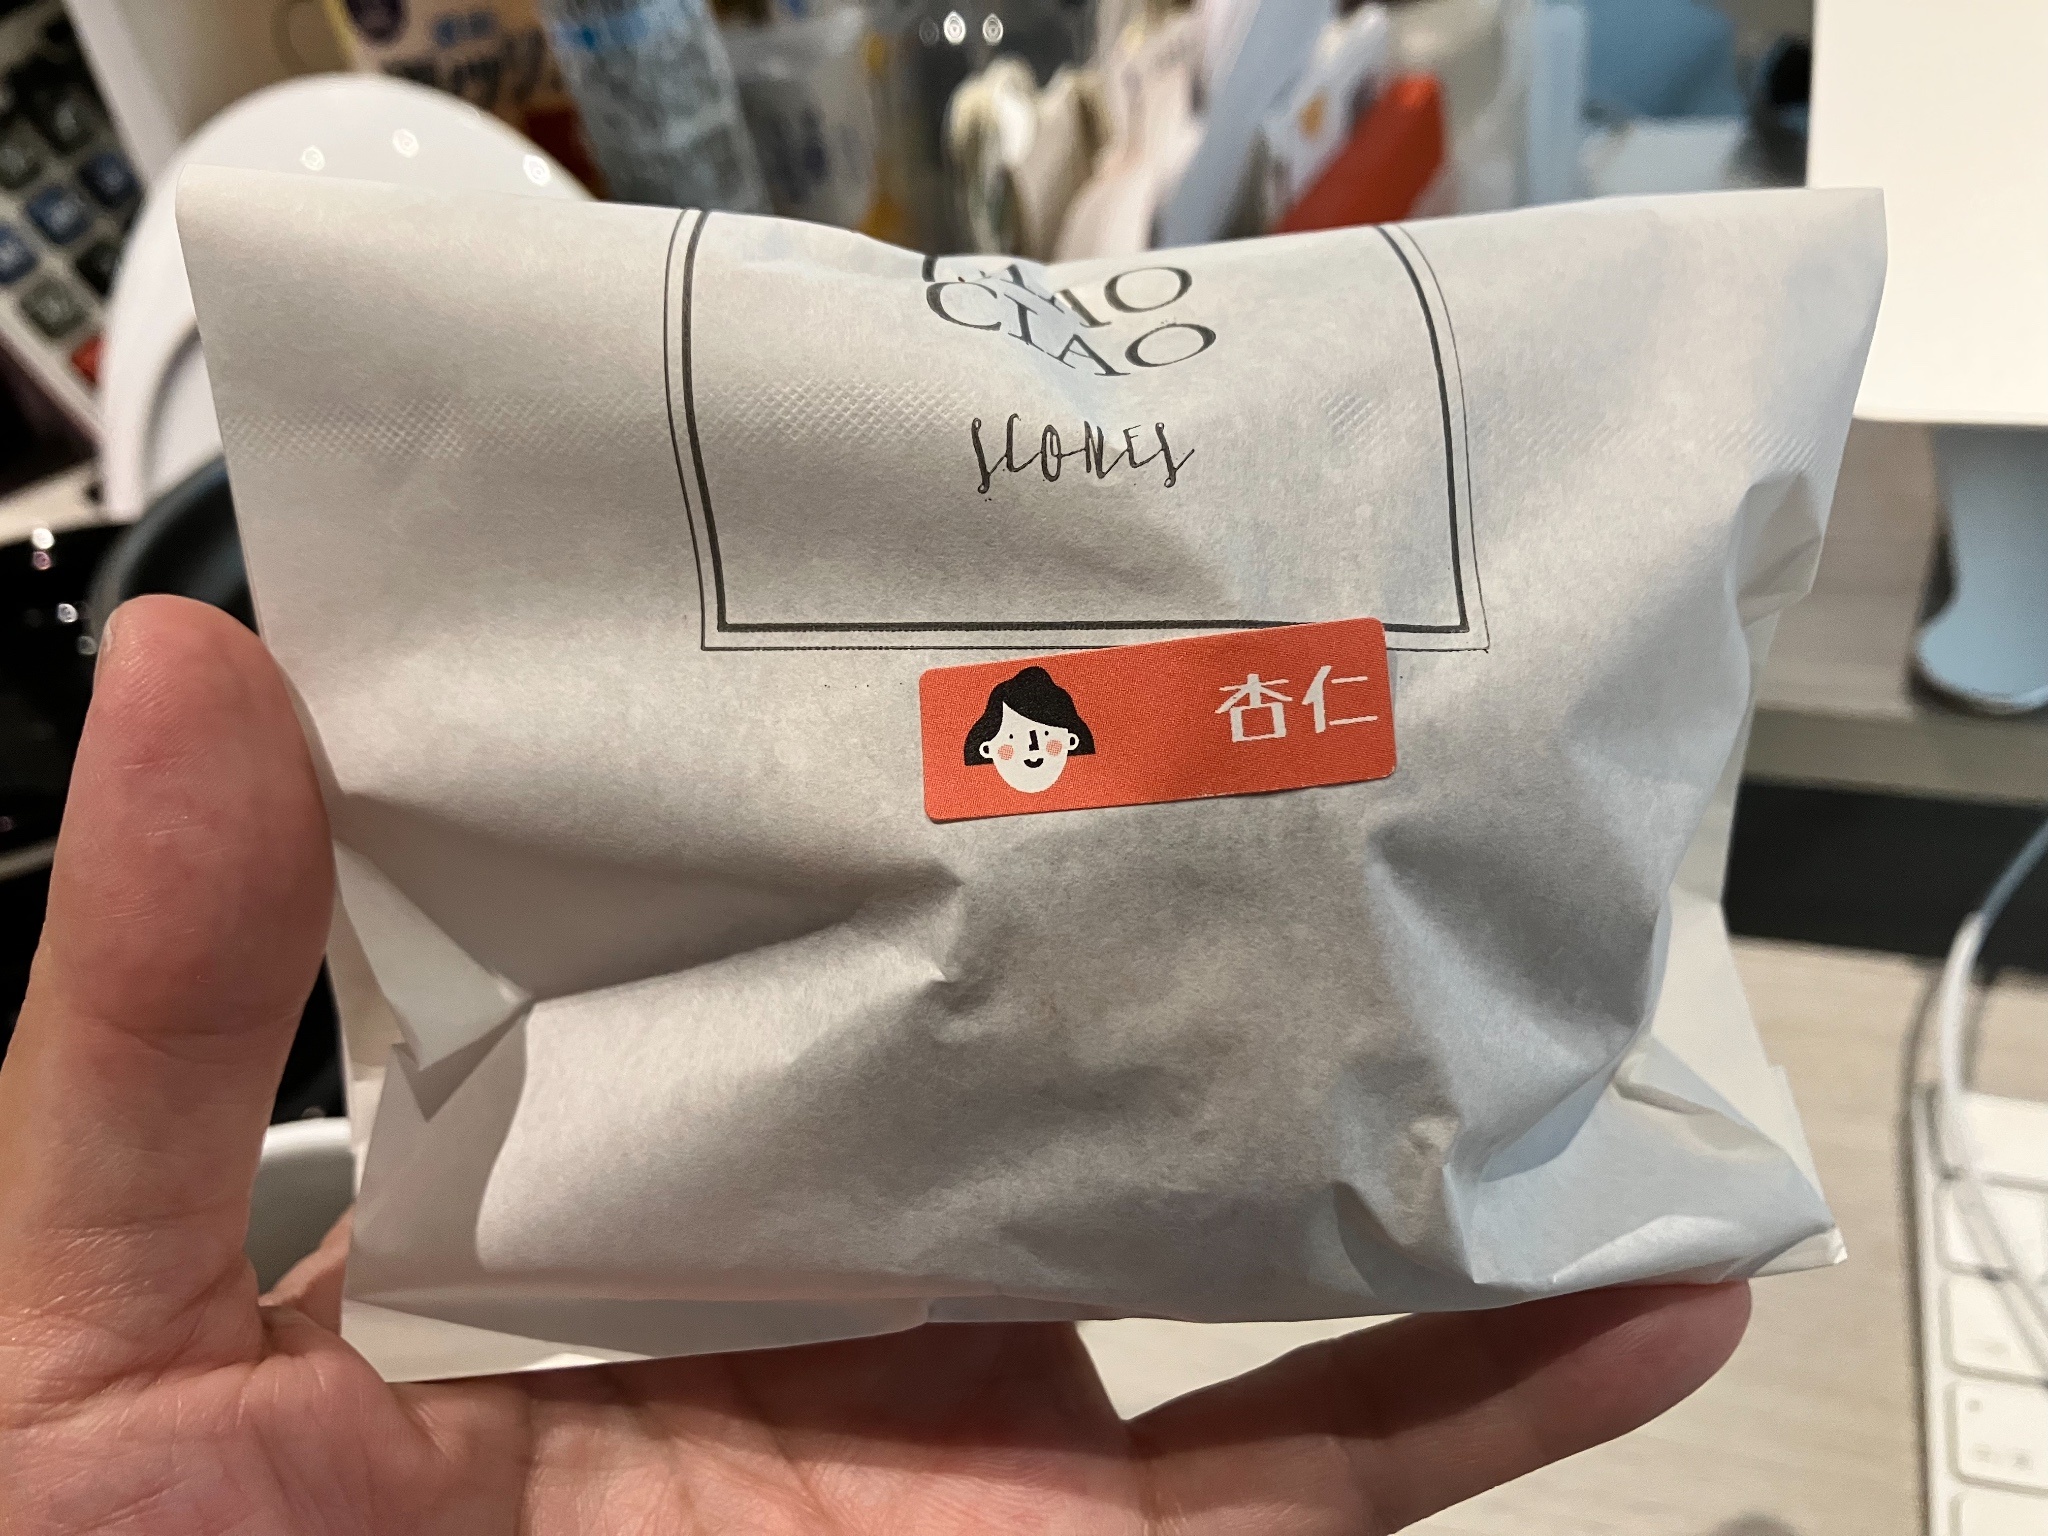 CIAO
SCONES
杏仁